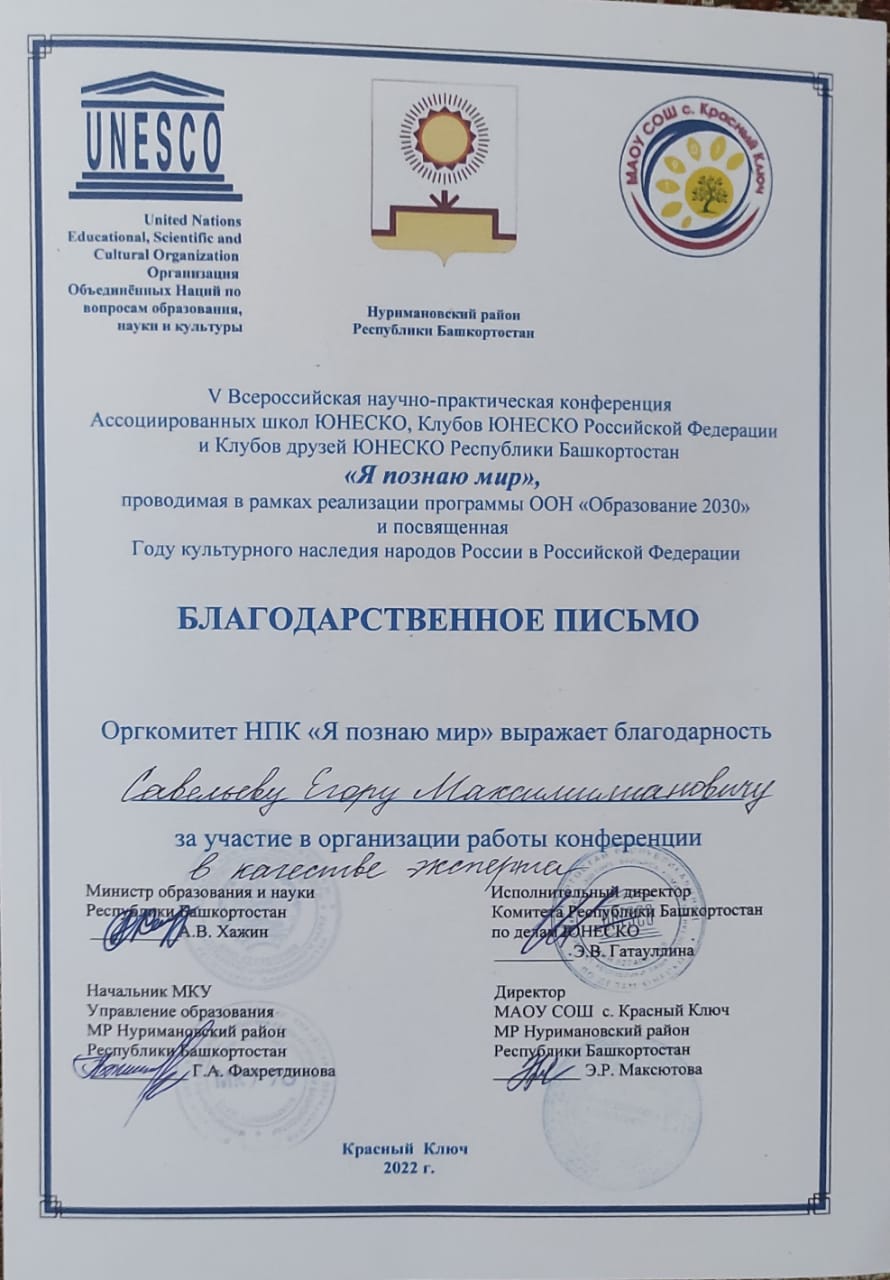 UNESCO
United Nations
Educational, Scientific and
Cultural Organization
Организация
Объединённых Наций по
вопросам образования,
науки и культуры
Нуримановский район
Республики Башкортостан
МАОУ СОШ с. Красный Ключ
V Всероссийская научно-практическая конференция
Ассоциированных школ ЮНЕСКО, Клубов ЮНЕСКО Российской Федерации
и Клубов друзей ЮНЕСКО Республики Башкортостан
«Я познаю мир»,
проводимая в рамках реализации программы ООН «Образование 2030»
и посвященная
Году культурного наследия народов России в Российской Федерации
БЛАГОДАРСТВЕННОЕ ПИСЬМО
Оргкомитет НПК «Я познаю мир» выражает благодарность
Савельеву Егору Максимилиановичу
за участие в организации работы конференции
в качестве эксперта
Министр образования и науки
Республики Башкортостан
А.В. Хажин
Исполнительный директор
Комитета Республики Башкортостан
по делам ЮНЕСКО
Э.В. Гатауллина
Начальник МКУ
Управление образования
МР Нуримановский район
Республики Башкортостан
Г.А. Фахретдинова
Директор
МАОУ СОШ с. Красный Ключ
МР Нуримановский район
Республики Башкортостан
Э.Р. Максютова
Красный Ключ
2022 г.